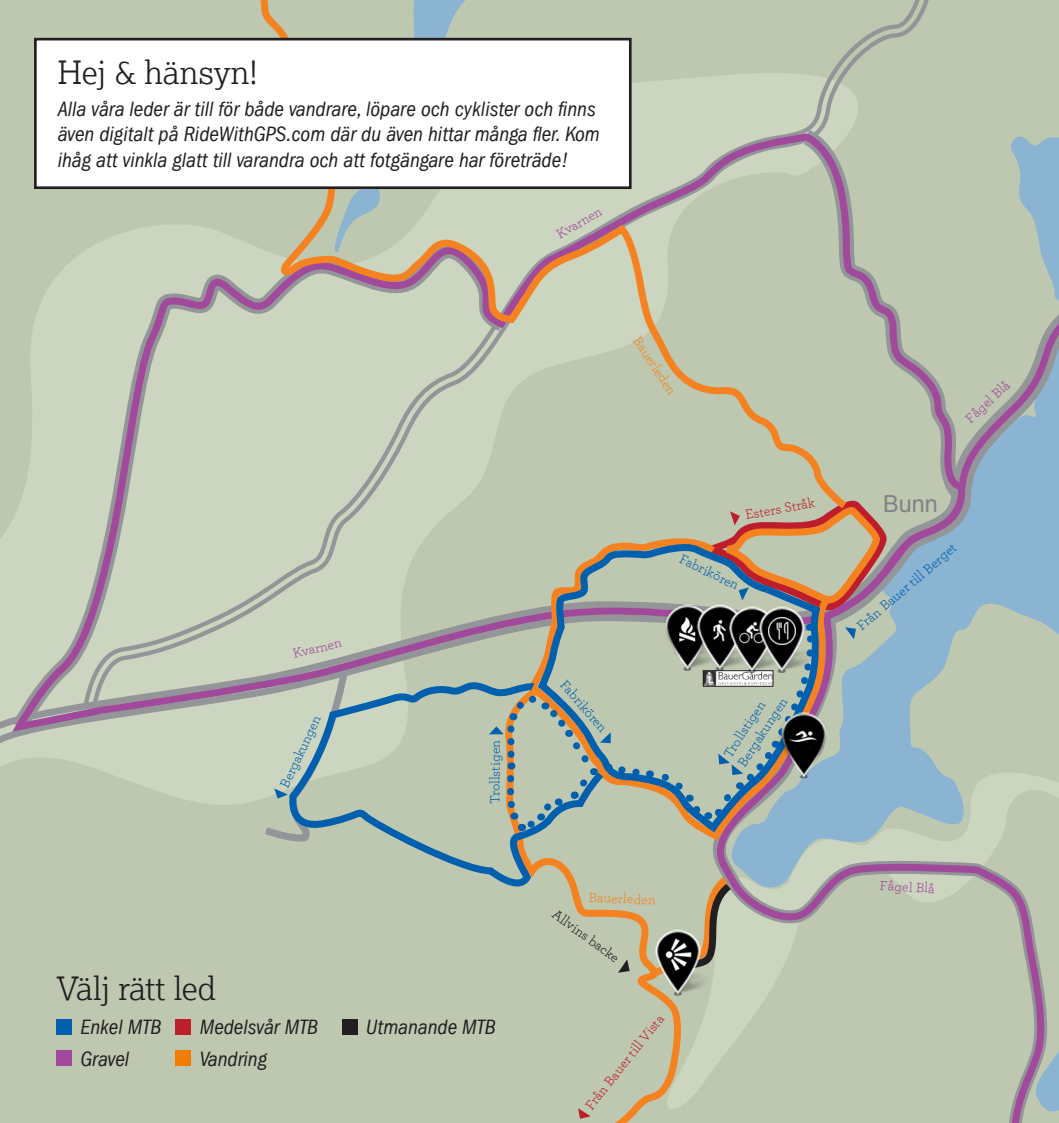 Hej & hänsyn!
Alla våra leder är till för både vandrare, löpare och cyklister och finns
även digitalt på RideWithGPS.com där du även hittar många fler. Kom
ihåg att vinkla glatt till varandra och att fotgängare har företräde!
Kvarnen
Bauerleden
Fågel Blå
Esters Stråk
Bunn
Fabrikören
Från Bauer till Berget
Kvarnen
BauerGården
Fabrikören
Bergakungen
Trollstigen
Trollstigen
Bergakungen
Fågel Blå
Bauerleden
Allvins backe
Från Bauer till Vista
Välj rätt led
Enkel MTB
Medelsvår MTB
Utmanande MTB
Gravel
Vandring